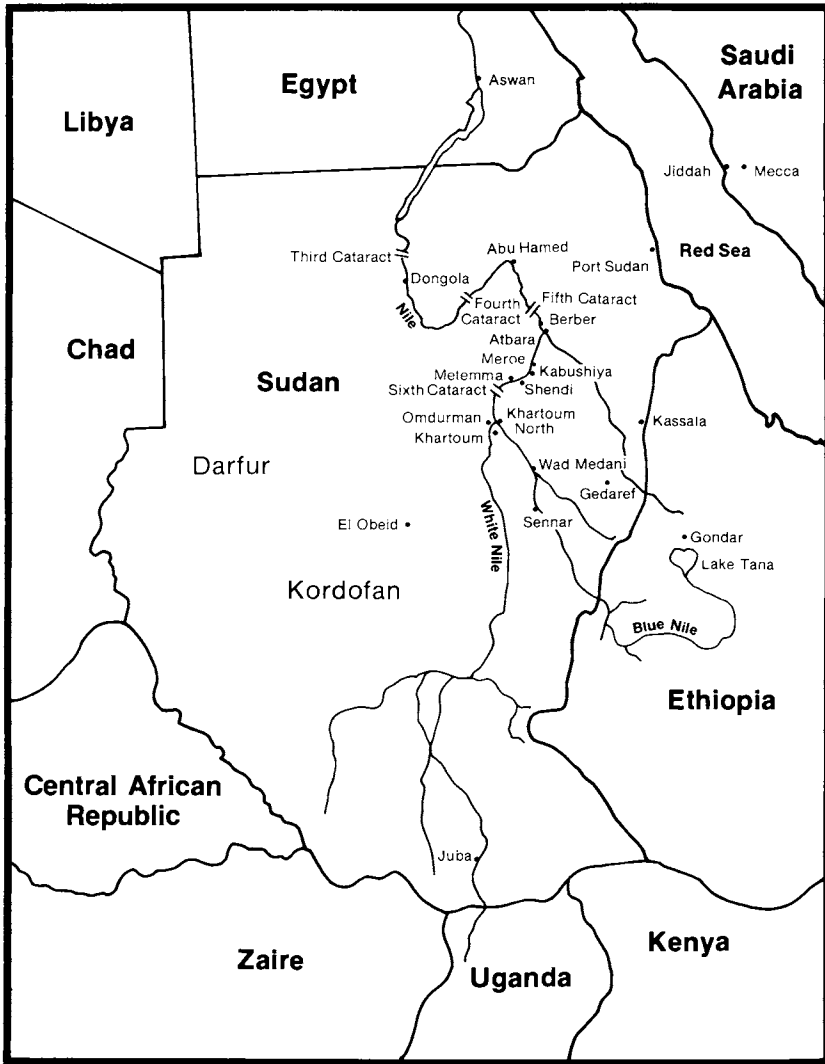 Saudi
Arabia
Egypt
Aswan
Libya
Jiddah
Mecca
Third Cataract
Abu Hamed
Port Sudan
Red Sea
Dongola
Nile
Fourth
Cataract
Fifth Cataract
Berber
Atbara
Chad
Meroe
Sudan
Metemma
Kabushiya
Sixth Cataract
Shendi
Omdurman
Khartoum
North
Kassala
Khartoum
Darfur
Wad Medani
Gedaref
El Obeid
White Nile
Sennar
Gondar
Lake Tana
Kordofan
Blue Nile
Ethiopia
Central African
Republic
Juba
Zaire
Uganda
Kenya